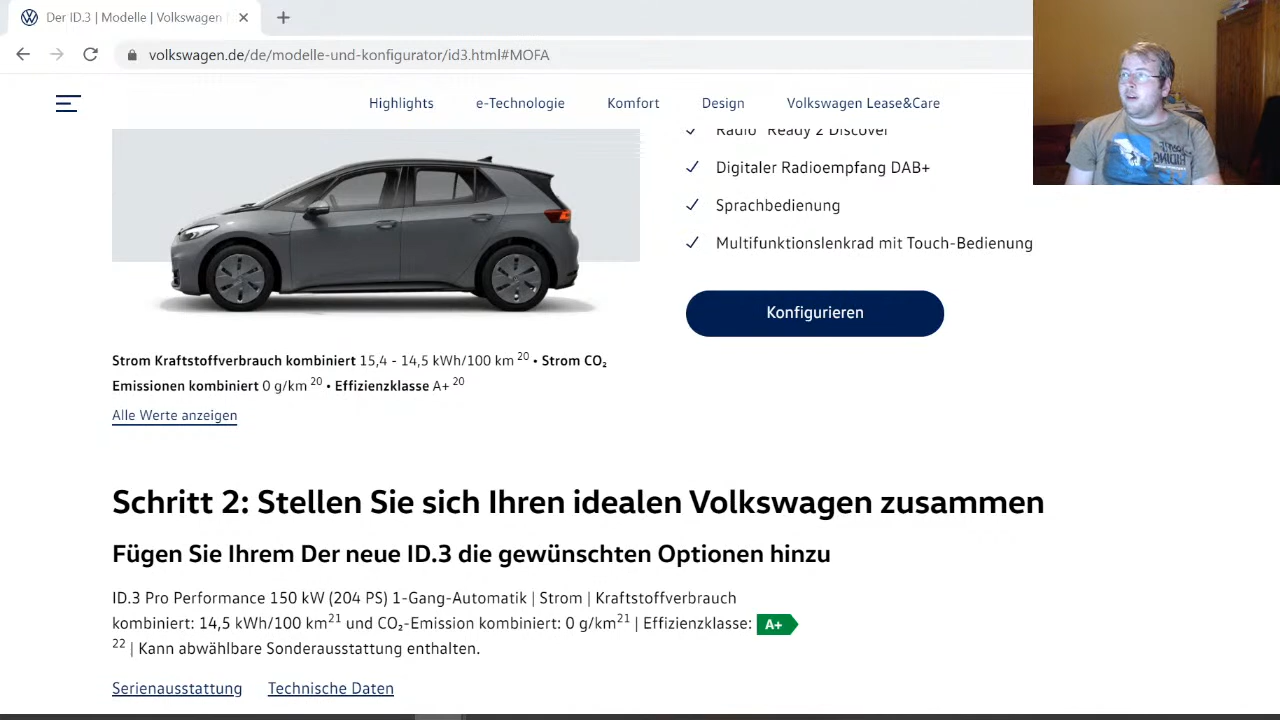 Der ID.3 | Modelle | Volkswagen
volkswagen.de/de/modelle-und-konfigurator/id3.html#MOFA
Highlights e-Technologie Komfort Design Volkswagen Lease&Care
Radio "Ready 2 Discover"
Digitaler Radioempfang DAB+
Sprachbedienung
Multifunktionslenkrad mit Touch-Bedienung
Konfigurieren
Strom Kraftstoffverbrauch kombiniert 15,4 - 14,5 kWh/100 km 20 • Strom CO₂
Emissionen kombiniert 0 g/km 20 • Effizienzklasse A+ 20
Alle Werte anzeigen
Schritt 2: Stellen Sie sich Ihren idealen Volkswagen zusammen
Fügen Sie Ihrem Der neue ID.3 die gewünschten Optionen hinzu
ID.3 Pro Performance 150 kW (204 PS) 1-Gang-Automatik | Strom | Kraftstoffverbrauch
kombiniert: 14,5 kWh/100 km21 und CO₂-Emission kombiniert: 0 g/km21 | Effizienzklasse: A+
22 | Kann abwählbare Sonderausstattung enthalten.
Serienausstattung Technische Daten